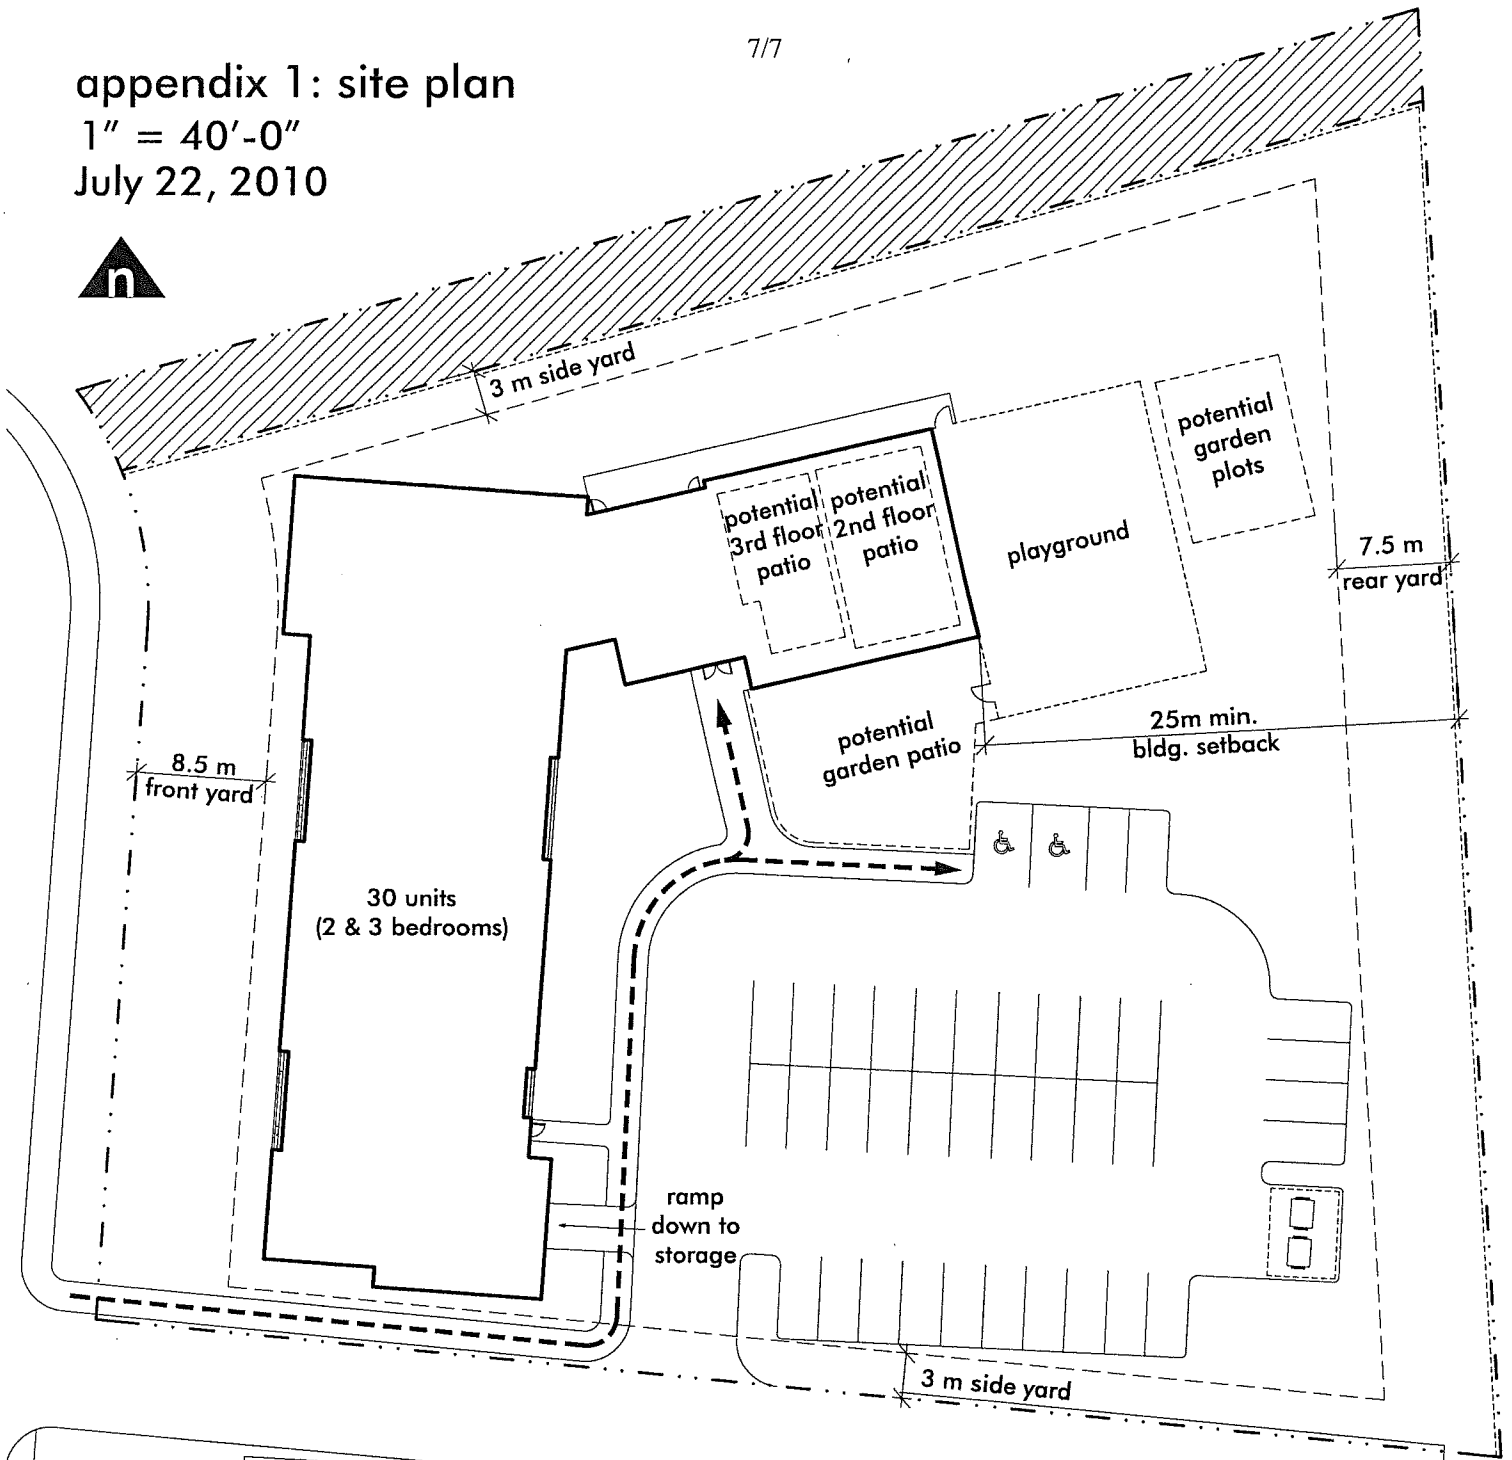 7/7
appendix 1: site plan
1" = 40'-0"
July 22, 2010
n
3 m side yard
potential
garden
plots
potential
3rd floor
patio
potential
2nd floor
patio
playground
7.5 m
rear yard
25m min.
bldg. setback
potential
garden patio
8.5 m
front yard
30 units
(2 & 3 bedrooms)
ramp
down to
storage
3 m side yard